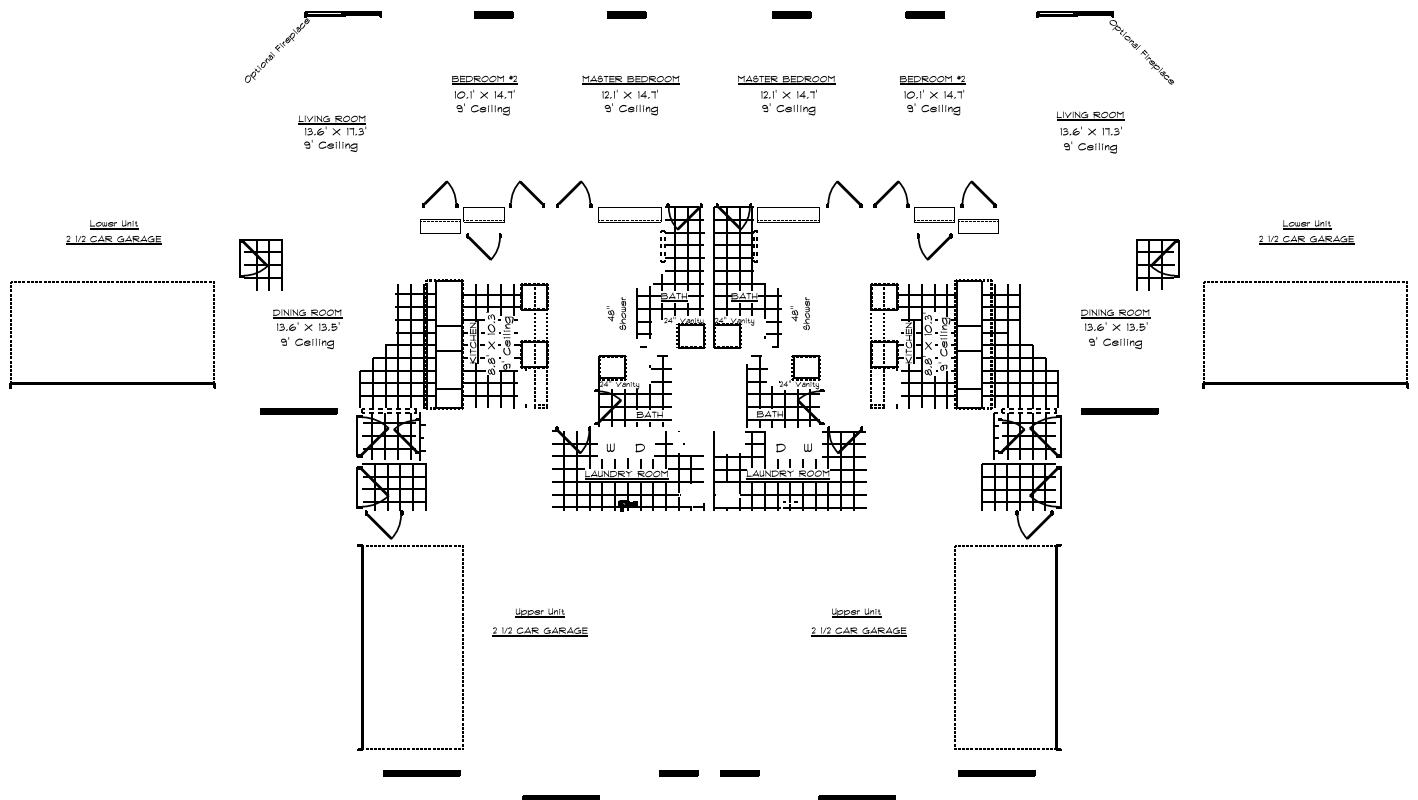 Optional Fireplace
Optional Fireplace
BEDROOM #2
10.1' X 14.7'
9' Ceiling
MASTER BEDROOM
12.1' X 14.7'
9' Ceiling
MASTER BEDROOM
12.1' X 14.7'
9' Ceiling
BEDROOM #2
10.1' X 14.7'
9' Ceiling
LIVING ROOM
13.6' X 17.3'
9' Ceiling
LIVING ROOM
13.6' X 17.3'
9' Ceiling
Lower Unit
2 1/2 CAR GARAGE
Lower Unit
2 1/2 CAR GARAGE
DINING ROOM
13.6' X 13.5'
9' Ceiling
KITCHEN
8.8' X 10.3'
9' Ceiling
48"
Shower
BATH
24" Vanity
BATH
24" Vanity
48"
Shower
KITCHEN
8.8' X 10.3'
9' Ceiling
DINING ROOM
13.6' X 13.5'
9' Ceiling
24" Vanity
BATH
24" Vanity
BATH
W D
LAUNDRY ROOM
D W
LAUNDRY ROOM
Upper Unit
2 1/2 CAR GARAGE
Upper Unit
2 1/2 CAR GARAGE